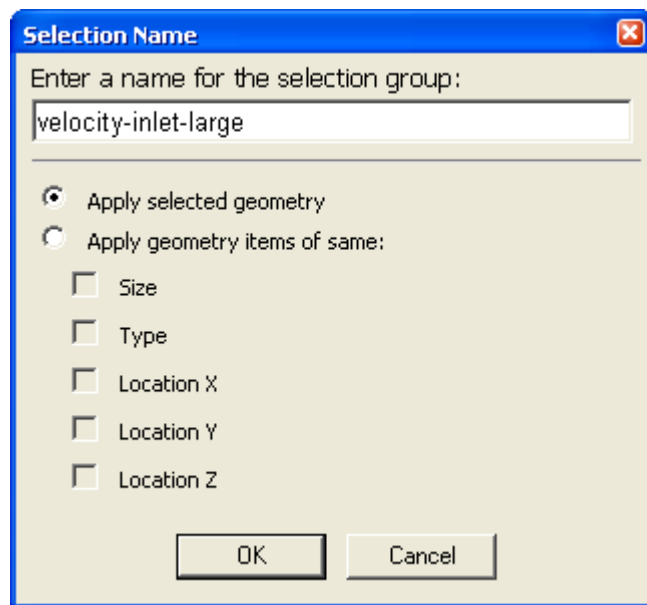 Selection Name
Enter a name for the selection group:
velocity-inlet-large
Apply selected geometry
Apply geometry items of same:
Size
Type
Location X
Location Y
Location Z
OK Cancel